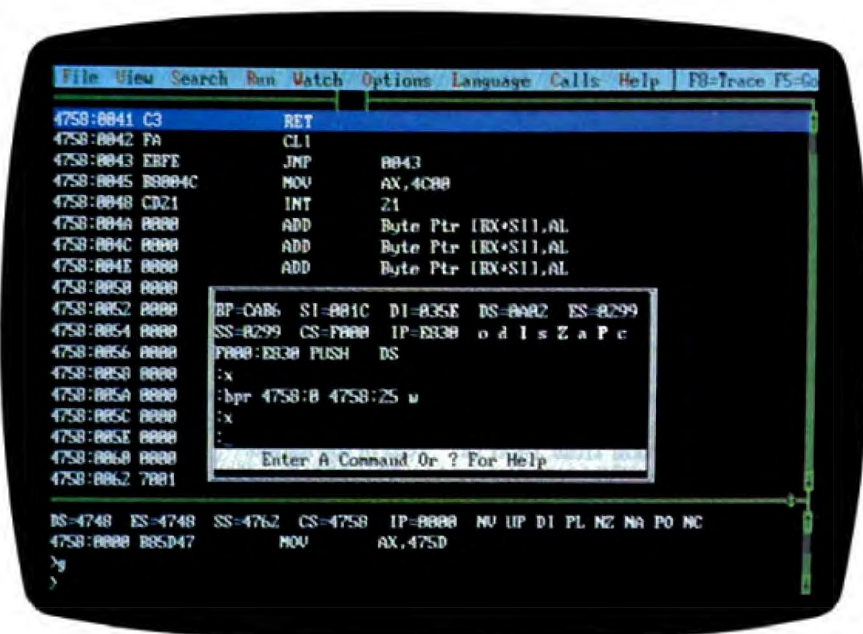 File View Search Run Watch Options Language Calls Help | F8=Trace F5=Go
4758:0041 C3 RET
4758:0042 FA CLI
4758:0043 EBFE JMP 0043
4758:0045 B8004C MOV AX,4C00
4758:0048 CD21 INT 21
4758:004A 0000 ADD Byte Ptr [BX+SI],AL
4758:004C 0000 ADD Byte Ptr [BX+SI],AL
4758:004E 0000 ADD Byte Ptr [BX+SI],AL
4758:0050 0000
4758:0052 0000
4758:0054 0000
4758:0056 0000
4758:0058 0000
4758:005A 0000
4758:005C 0000
4758:005E 0000
4758:0060 0000
4758:0062 7001
BP=CAB6 SI=001C DI=035E DS=0A02 ES=0299
SS=0299 CS=F000 IP=E830 o d I s Z a P c
F000:E830 PUSH DS
:x
:bpr 4758:0 4758:25 w
:x
:_
Enter A Command Or ? For Help
DS=4748 ES=4748 SS=4762 CS=4758 IP=0000 NV UP DI PL NZ NA PO NC
4758:0000 B85D47 MOV AX,475D
>g
>